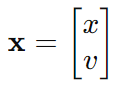 𝐱 = [x
v]